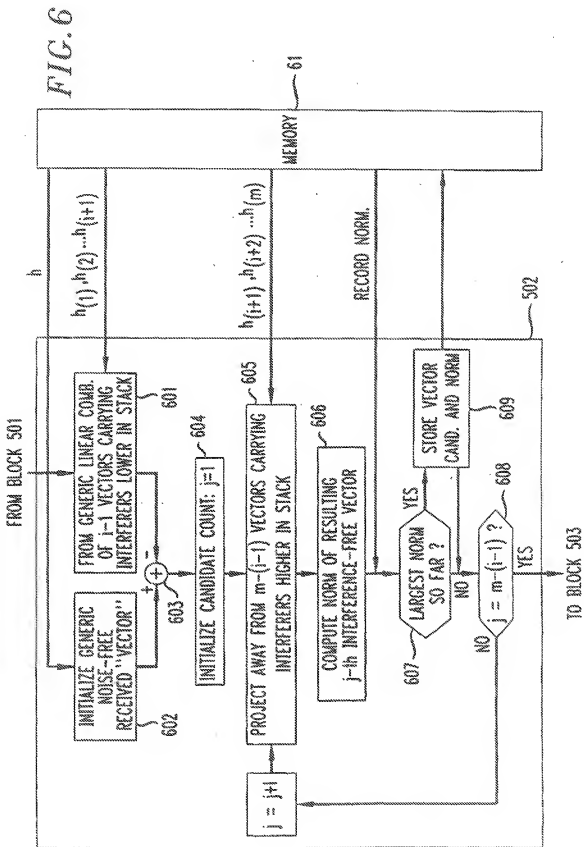 FIG. 6
61
MEMORY
h
h(1), h(2) ...h(i+1)
h(i+1), h(i+2) ...h(m)
RECORD NORM.
502
FROM BLOCK 501
INITIALIZE GENERIC
NOISE-FREE
RECEIVED "VECTOR"
602
FROM GENERIC LINEAR COMB.
OF i-1 VECTORS CARRYING
INTERFERERS LOWER IN STACK
601
+
-
+
603
INITIALIZE CANDIDATE COUNT; j=1
604
PROJECT AWAY FROM m-(i-1) VECTORS CARRYING
INTERFERERS HIGHER IN STACK
605
j = j+1
COMPUTE NORM OF RESULTING
j-th INTERFERENCE-FREE VECTOR
606
LARGEST NORM
SO FAR ?
607
YES
NO
STORE VECTOR
CAND. AND NORM
609
j = m-(i-1) ?
608
NO
YES
TO BLOCK 503